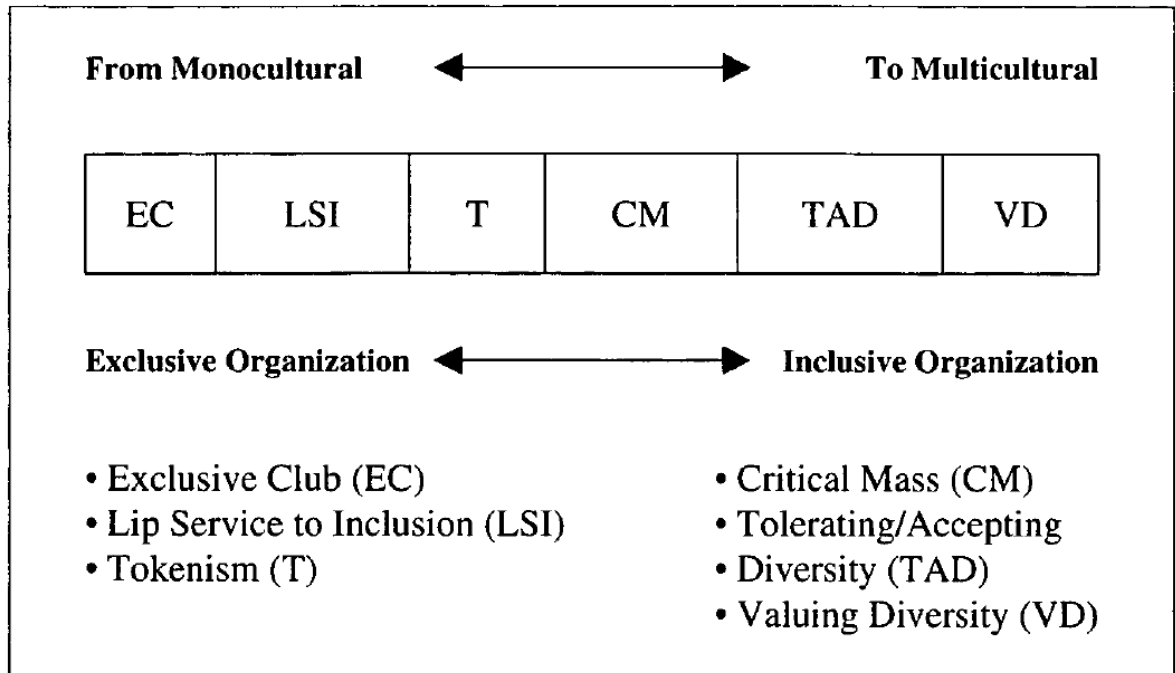 From Monocultural To Multicultural
EC LSI T CM TAD VD
Exclusive Organization Inclusive Organization
• Exclusive Club (EC)
• Lip Service to Inclusion (LSI)
• Tokenism (T)
• Critical Mass (CM)
• Tolerating/Accepting
• Diversity (TAD)
• Valuing Diversity (VD)